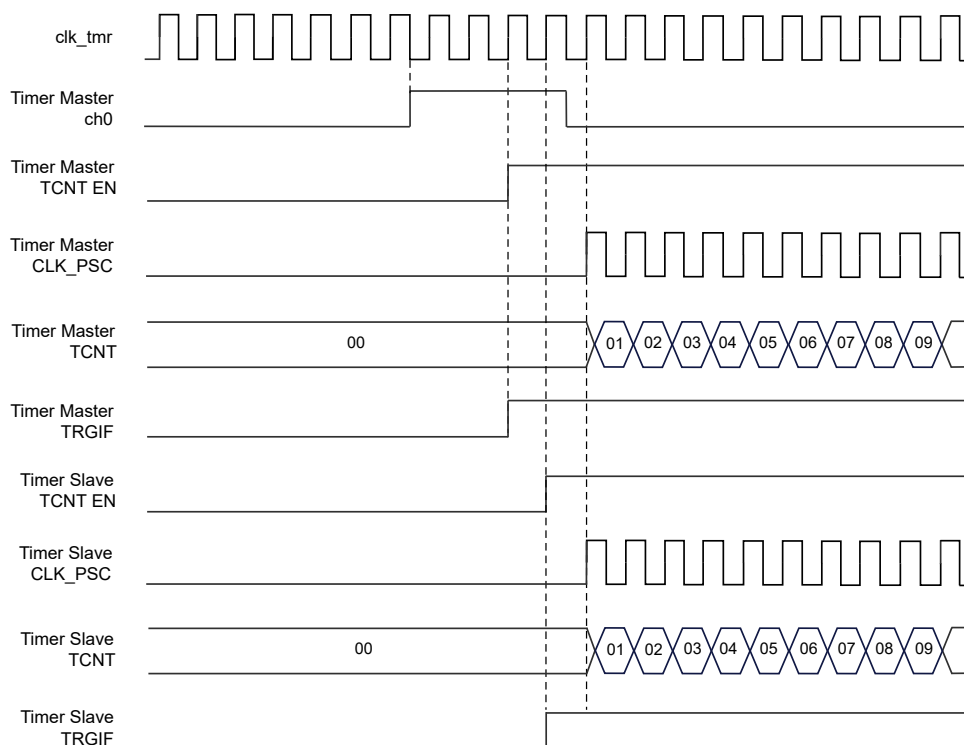 clk_tmr
Timer Master
ch0
Timer Master
TCNT EN
Timer Master
CLK_PSC
Timer Master
TCNT
00
01 02 03 04 05 06 07 08 09
Timer Master
TRGIF
Timer Slave
TCNT EN
Timer Slave
CLK_PSC
Timer Slave
TCNT
00
01 02 03 04 05 06 07 08 09
Timer Slave
TRGIF